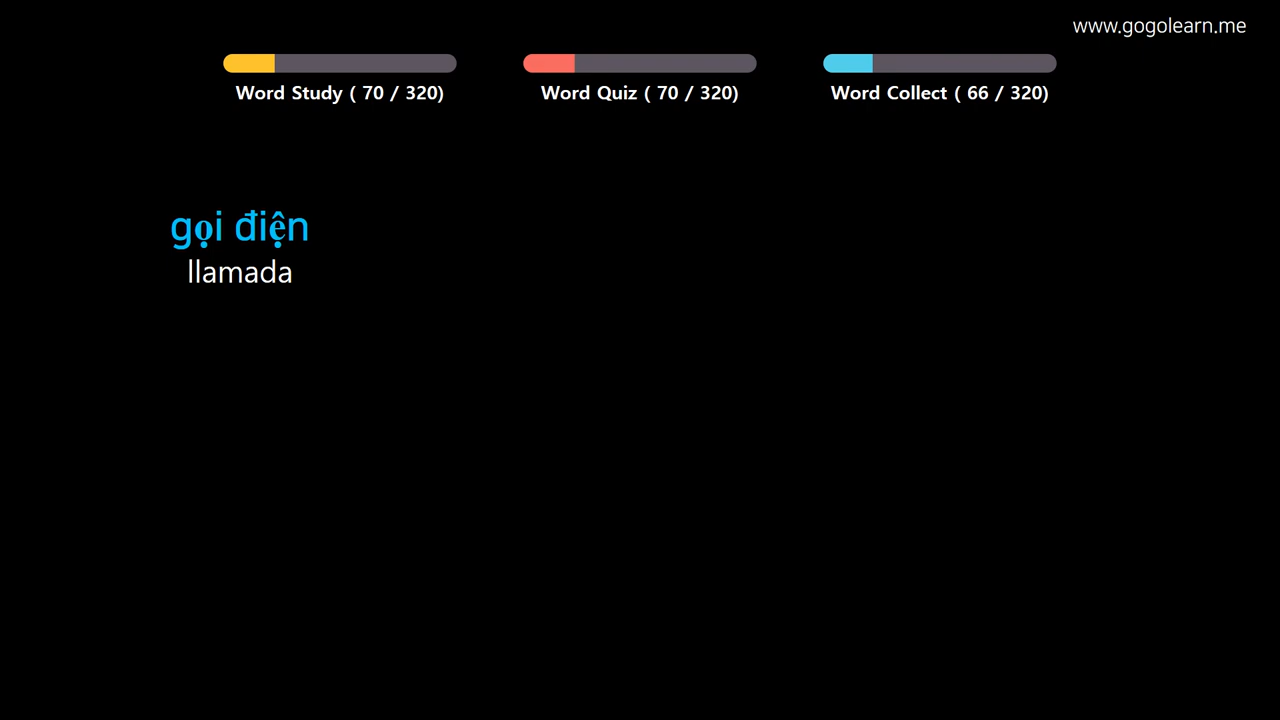 www.gogolearn.me
Word Study ( 70 / 320)
Word Quiz ( 70 / 320)
Word Collect ( 66 / 320)
gọi điện
llamada